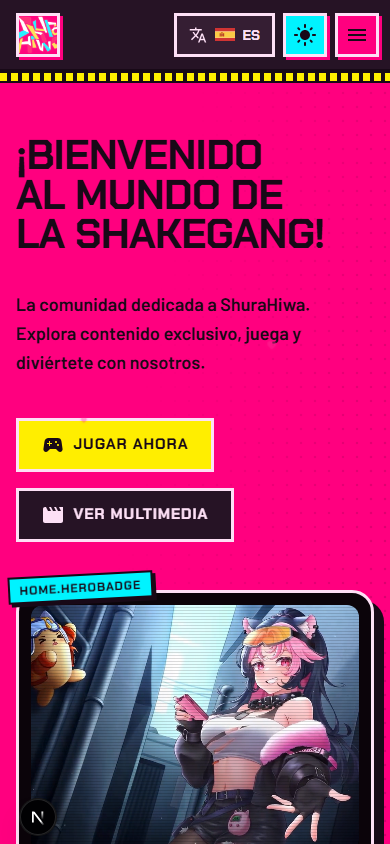 ES
¡BIENVENIDO
AL MUNDO DE
LA SHAKEGANG!
La comunidad dedicada a ShuraHiwa.
Explora contenido exclusivo, juega y
diviértete con nosotros.
JUGAR AHORA
VER MULTIMEDIA
HOME.HEROBADGE
N